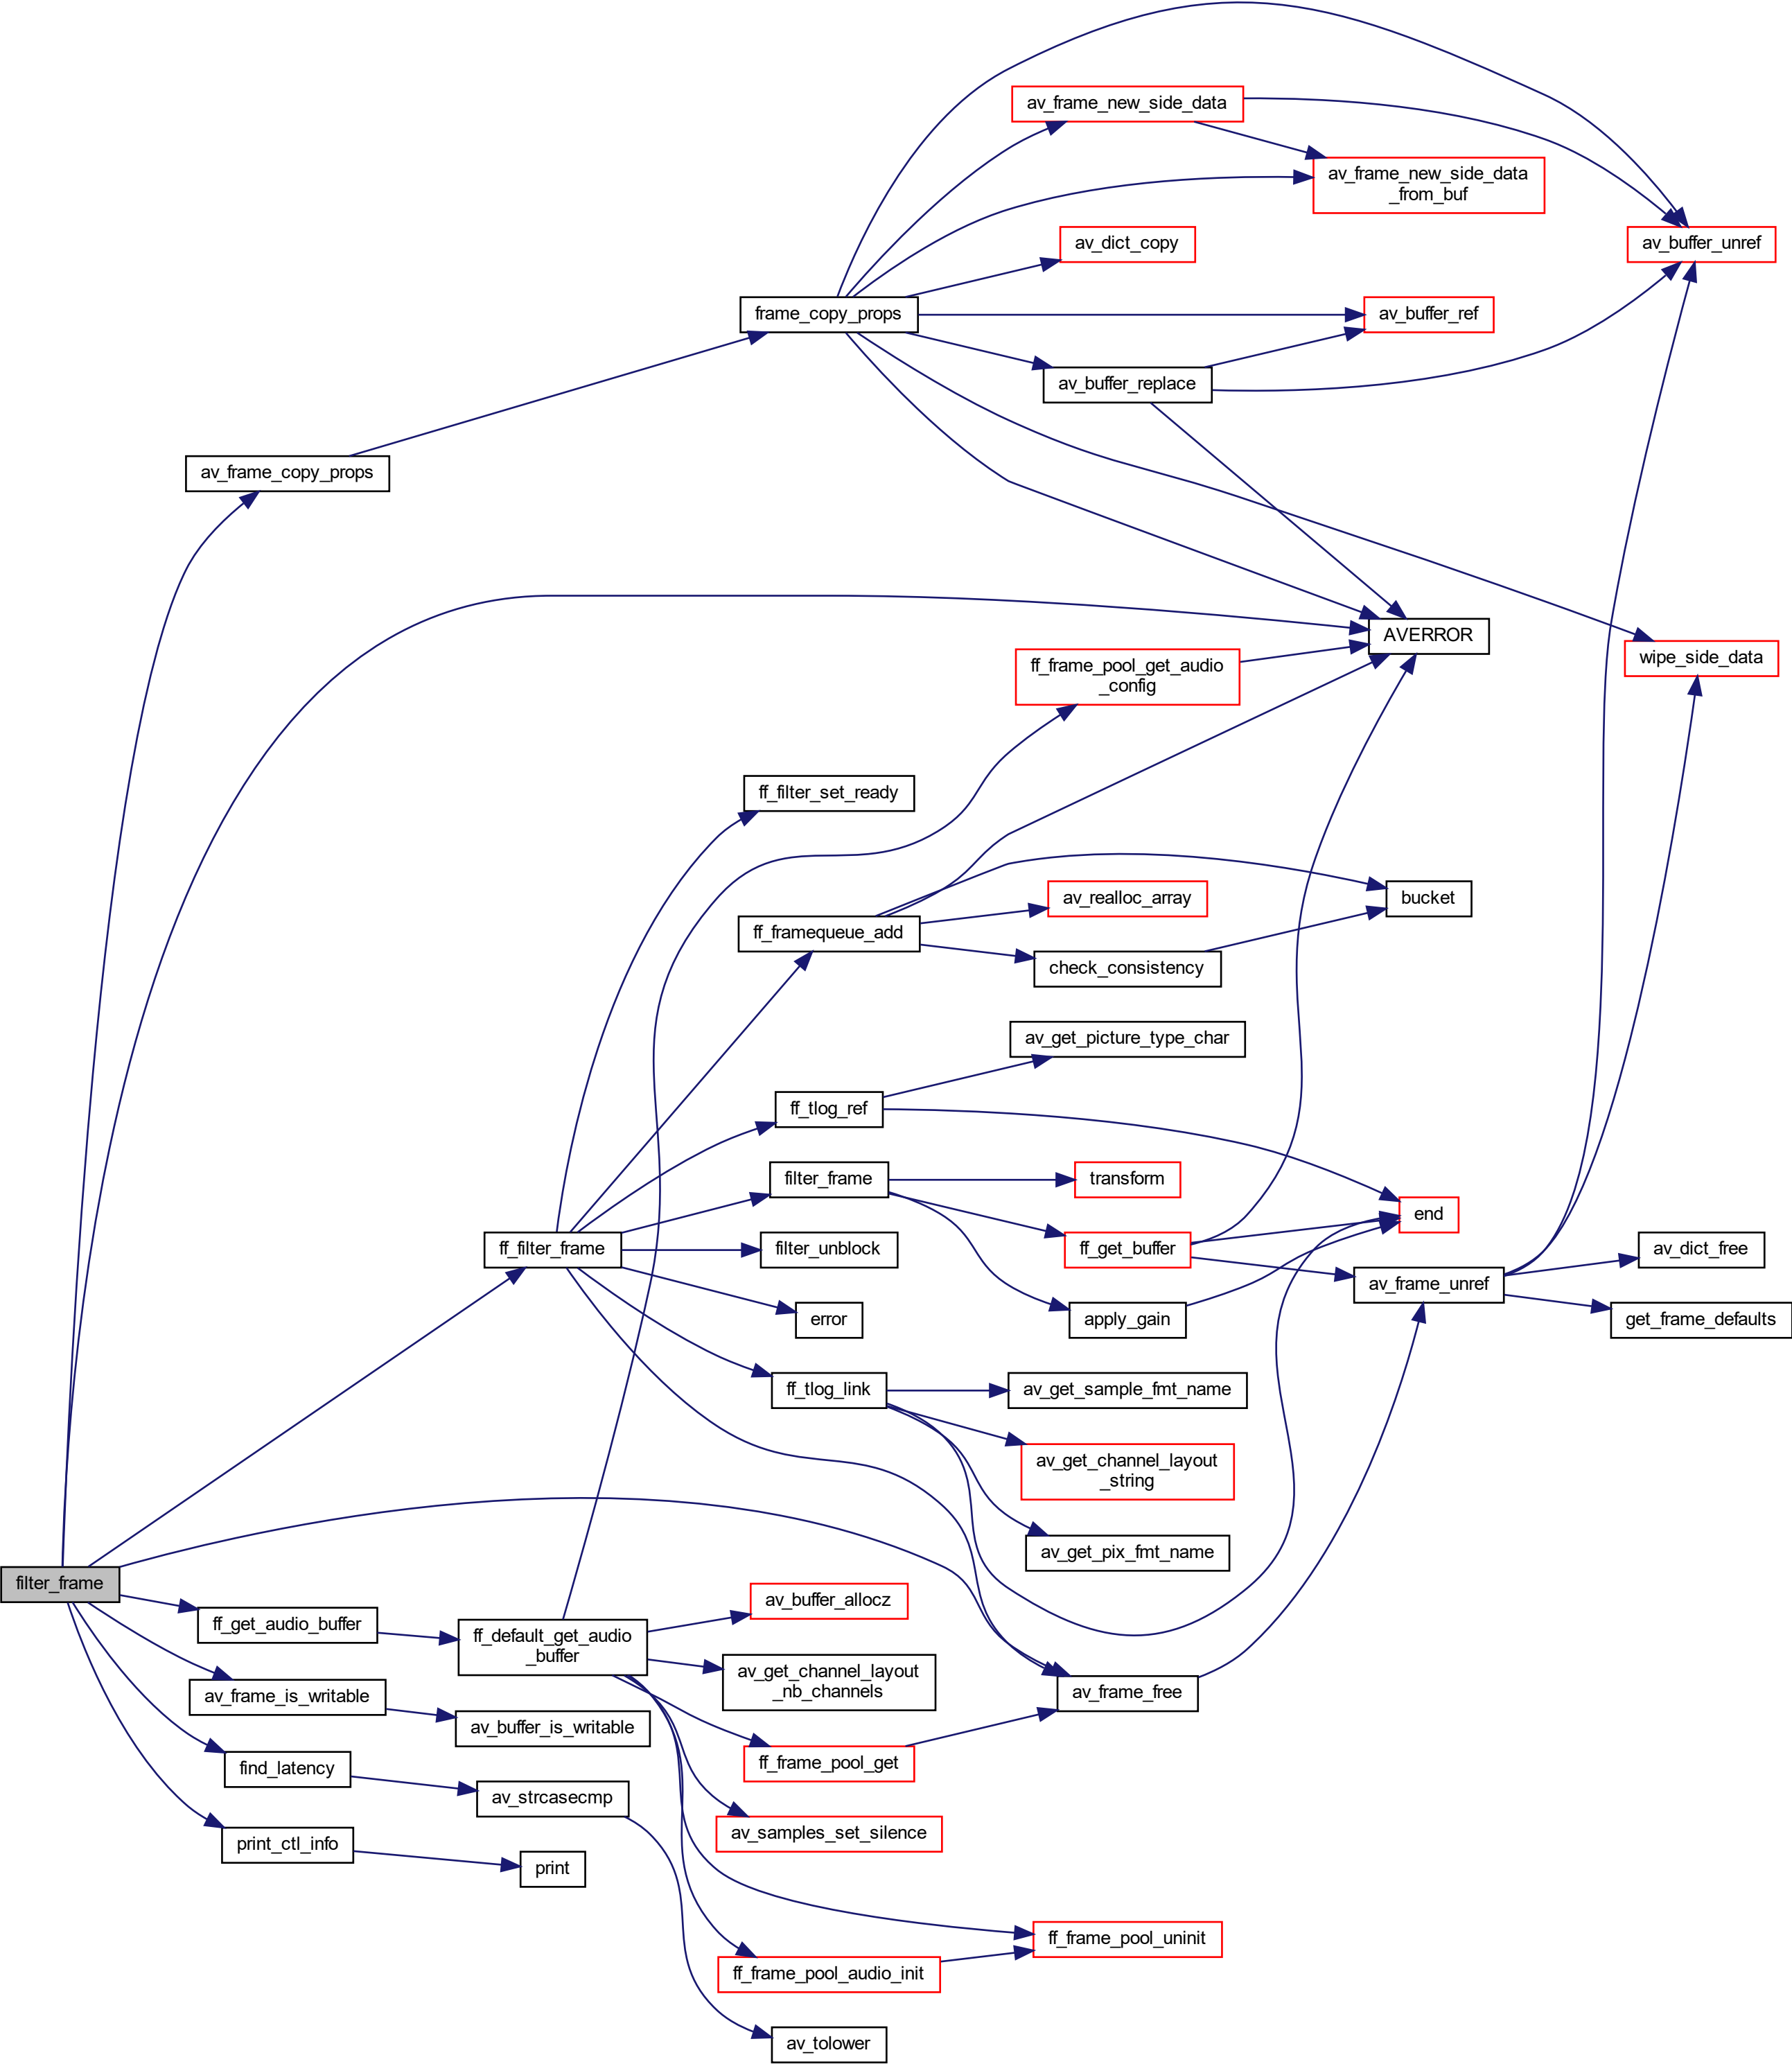 av_frame_new_side_data
av_frame_new_side_data
_from_buf
av_dict_copy
av_buffer_unref
frame_copy_props
av_buffer_ref
av_buffer_replace
av_frame_copy_props
AVERROR
wipe_side_data
ff_frame_pool_get_audio
_config
ff_filter_set_ready
av_realloc_array
bucket
ff_framequeue_add
check_consistency
av_get_picture_type_char
ff_tlog_ref
filter_frame
transform
end
ff_filter_frame
filter_unblock
ff_get_buffer
av_dict_free
av_frame_unref
error
apply_gain
get_frame_defaults
ff_tlog_link
av_get_sample_fmt_name
av_get_channel_layout
_string
av_get_pix_fmt_name
filter_frame
av_buffer_allocz
ff_get_audio_buffer
ff_default_get_audio
_buffer
av_get_channel_layout
_nb_channels
av_frame_is_writable
av_frame_free
av_buffer_is_writable
find_latency
ff_frame_pool_get
av_strcasecmp
print_ctl_info
av_samples_set_silence
print
ff_frame_pool_uninit
ff_frame_pool_audio_init
av_tolower